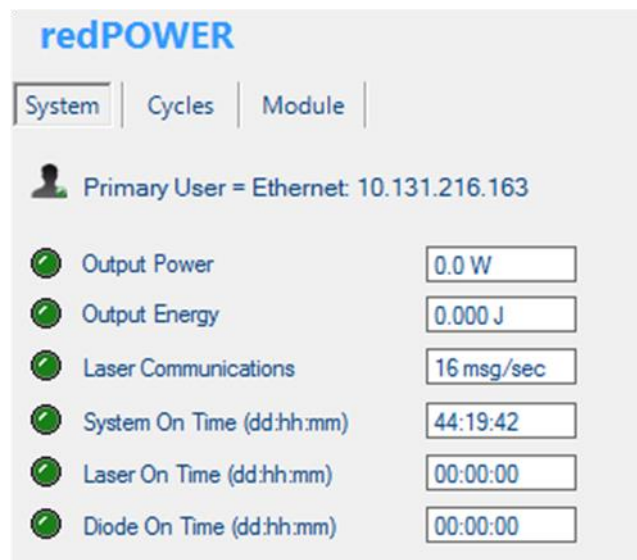 redPOWER
System Cycles Module
Primary User = Ethernet: 10.131.216.163
Output Power 0.0 W
Output Energy 0.000 J
Laser Communications 16 msg/sec
System On Time (dd:hh:mm) 44:19:42
Laser On Time (dd:hh:mm) 00:00:00
Diode On Time (dd:hh:mm) 00:00:00